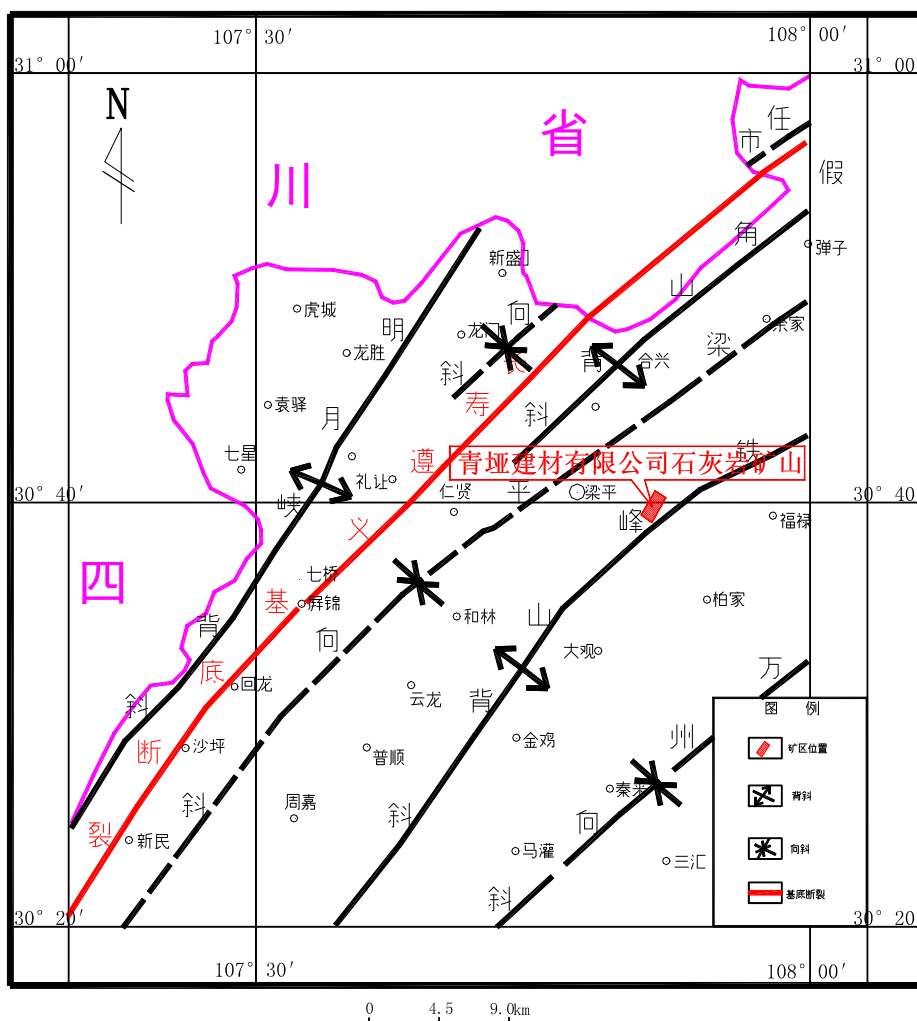 107° 30′
108° 00′
31° 00′
31° 00
N
省
川
四
任
市
假
角
山
背
斜
弹子
新盛
虎城
明
月
峡
背
斜
向
斜
龙门
龙胜
合兴
余家
梁
平
向
斜
袁驿
寿
遵
义
基
底
断
裂
七星
礼让
仁贤
青垭建材有限公司石灰岩矿山
铁
峰
山
背
斜
梁平
30° 40
30° 40
福禄
七桥
屏锦
柏家
和林
大观
万
州
向
斜
回龙
云龙
金鸡
沙坪
普顺
周嘉
新民
马灌
三汇
图 例
矿区位置
背斜
向斜
基底断裂
30° 20
30° 20
107° 30′
108° 00′
0 4.5 9.0km